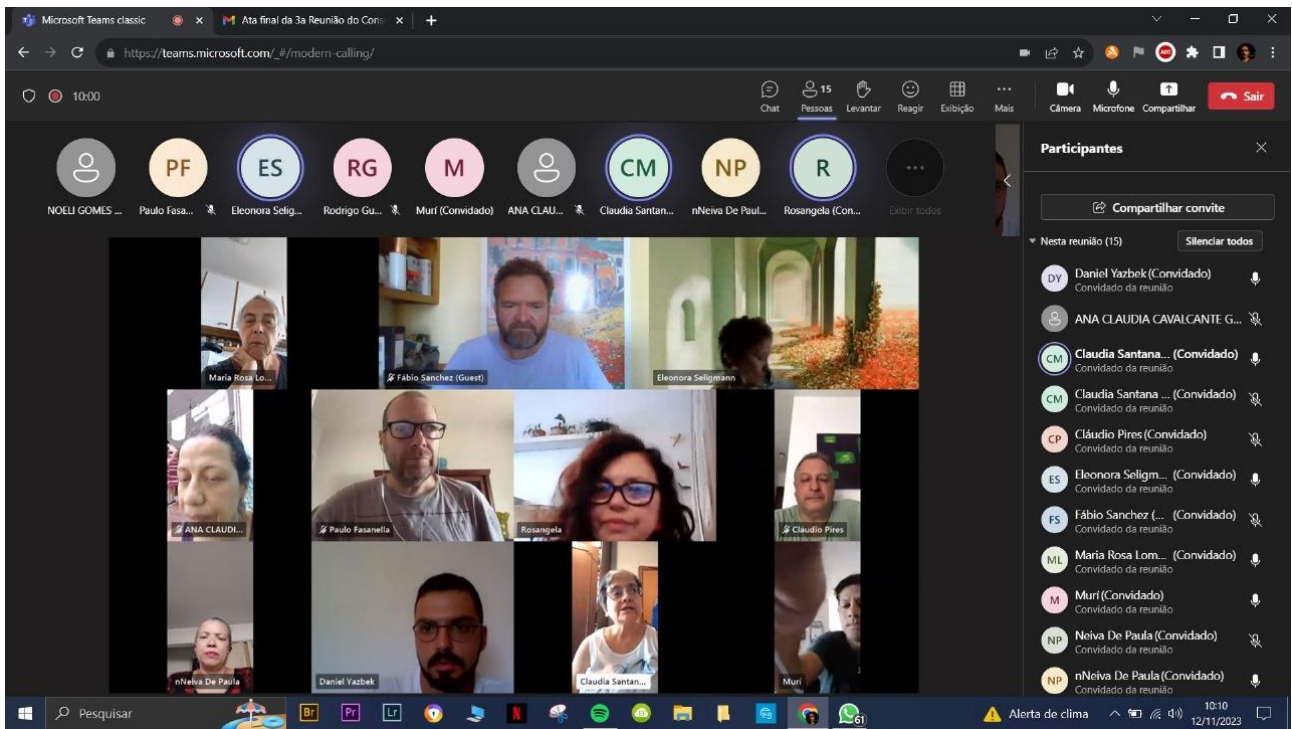 Microsoft Teams classic
Ata final da 3a Reunião do Cons
https://teams.microsoft.com/_#/modern-calling/
10:00
15
Chat Pessoas Levantar Reagir Exibição Mais Câmera Microfone Compartilhar Sair
PF ES RG M CM NP R
NOELI GOMES ... Paulo Fasa... Eleonora Selig... Rodrigo Gu... Murí (Convidado) ANA CLAU... Claudia Santan... nNeiva De Paul... Rosangela (Con... Exibir todos
Maria Rosa Lo... Fábio Sanchez (Guest) Eleonora Seligmann
ANA CLAUDI... Paulo Fasanella Rosangela Cláudio Pires
nNeiva De Paula Daniel Yazbek Claudia Santan... Murí
Participantes
Compartilhar convite
Nesta reunião (15) Silenciar todos
DY Daniel Yazbek (Convidado)
Convidado da reunião
ANA CLAUDIA CAVALCANTE G...
CM Claudia Santana... (Convidado)
Convidado da reunião
CM Claudia Santana ... (Convidado)
Convidado da reunião
CP Cláudio Pires (Convidado)
Convidado da reunião
ES Eleonora Seligm... (Convidado)
Convidado da reunião
FS Fábio Sanchez (... (Convidado)
Convidado da reunião
ML Maria Rosa Lom... (Convidado)
Convidado da reunião
M Murí (Convidado)
Convidado da reunião
NP Neiva De Paula (Convidado)
Convidado da reunião
NP nNeiva De Paula (Convidado)
Convidado da reunião
Pesquisar
Br Pr Lr
61
Alerta de clima
10:10
12/11/2023